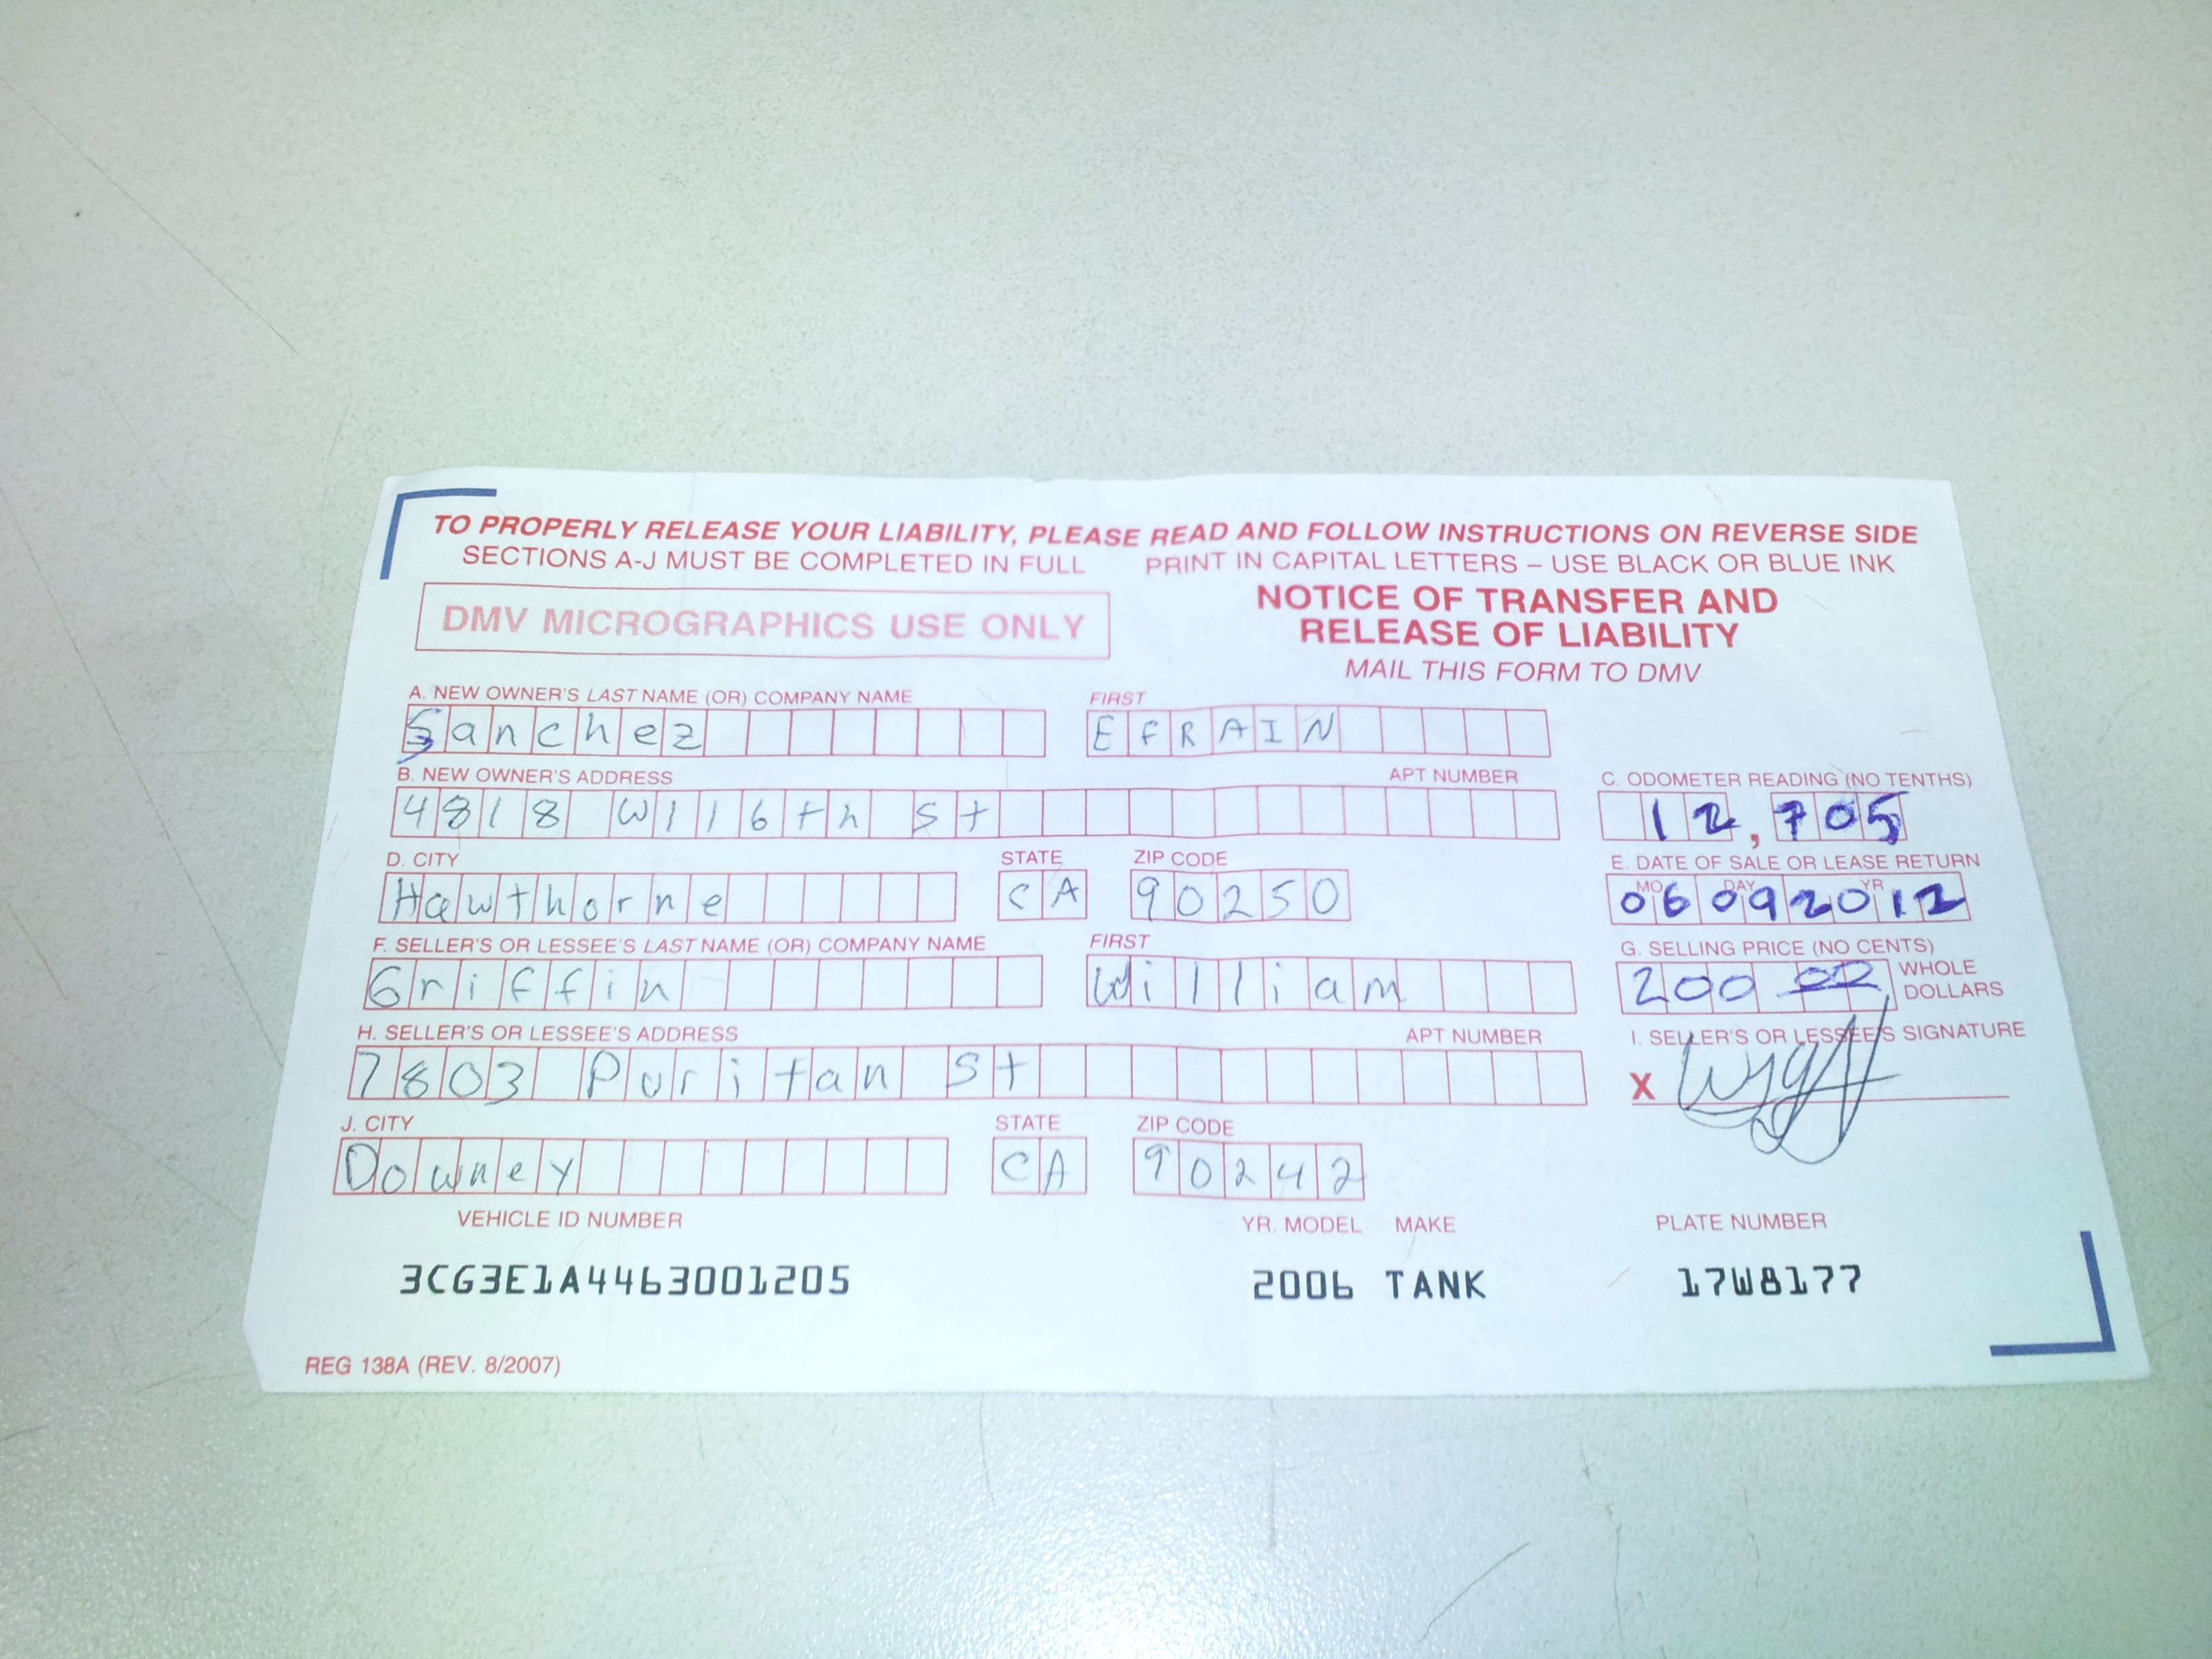 TO PROPERLY RELEASE YOUR LIABILITY, PLEASE READ AND FOLLOW INSTRUCTIONS ON REVERSE SIDE
SECTIONS A-J MUST BE COMPLETED IN FULL PRINT IN CAPITAL LETTERS – USE BLACK OR BLUE INK
DMV MICROGRAPHICS USE ONLY
NOTICE OF TRANSFER AND
RELEASE OF LIABILITY
MAIL THIS FORM TO DMV
A. NEW OWNER'S LAST NAME (OR) COMPANY NAME FIRST
Sanchez EFRAIN
B. NEW OWNER'S ADDRESS APT NUMBER C. ODOMETER READING (NO TENTHS)
4818 W116th st 12,705
D. CITY STATE ZIP CODE E. DATE OF SALE OR LEASE RETURN
MO DAY YR
Hawthorne CA 90250 06092012
F. SELLER'S OR LESSEE'S LAST NAME (OR) COMPANY NAME FIRST G. SELLING PRICE (NO CENTS)
Griffin William 200 00 WHOLE DOLLARS
H. SELLER'S OR LESSEE'S ADDRESS APT NUMBER I. SELLER'S OR LESSEE'S SIGNATURE
7803 Puritan St X
J. CITY STATE ZIP CODE
Downey CA 90242
VEHICLE ID NUMBER YR. MODEL MAKE PLATE NUMBER
3CG3E1A4463001205 2006 TANK 17W8177
REG 138A (REV. 8/2007)